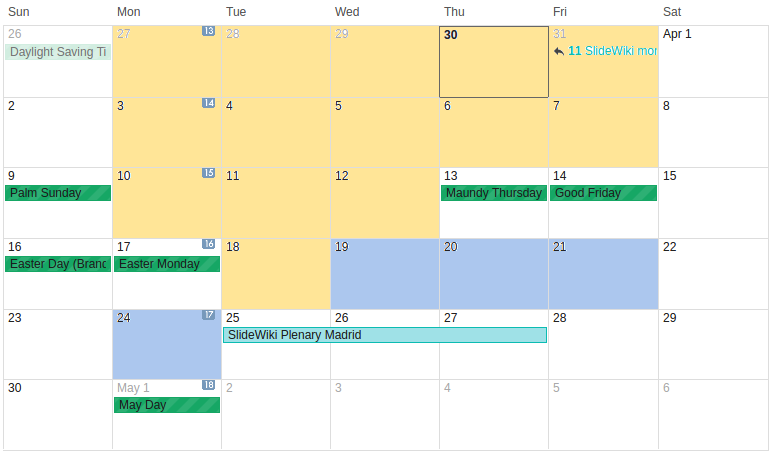 Sun Mon Tue Wed Thu Fri Sat
26 27 13 28 29 30 31 Apr 1
Daylight Saving Ti 11 SlideWiki mor
2 3 14 4 5 6 7 8
9 10 15 11 12 13 14 15
Palm Sunday Maundy Thursday Good Friday
16 17 16 18 19 20 21 22
Easter Day (Branc Easter Monday
23 24 17 25 26 27 28 29
SlideWiki Plenary Madrid
30 May 1 18 2 3 4 5 6
May Day